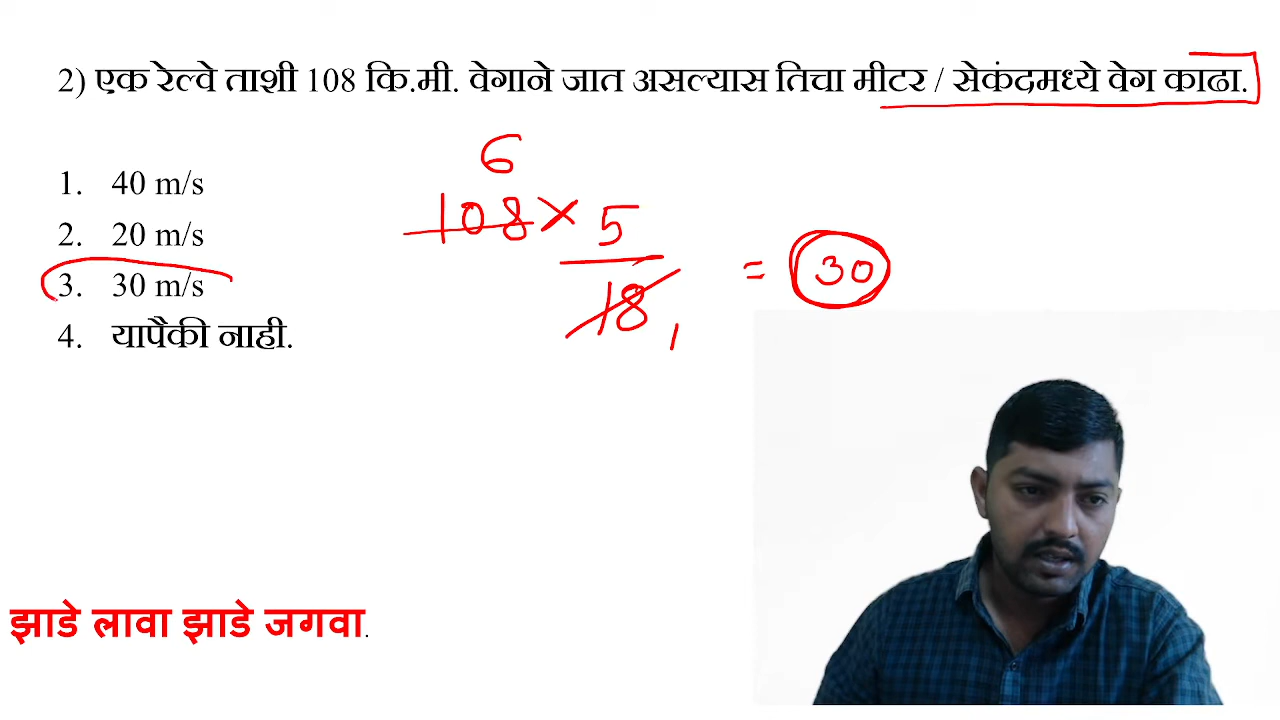 2) एक रेल्वे ताशी 108 कि.मी. वेगाने जात असल्यास तिचा मीटर / सेकंदमध्ये वेग काढा.
1. 40 m/s
2. 20 m/s
3. 30 m/s
4. यापैकी नाही.
6
108 × 5
18 1
= 30
झाडे लावा झाडे जगवा.